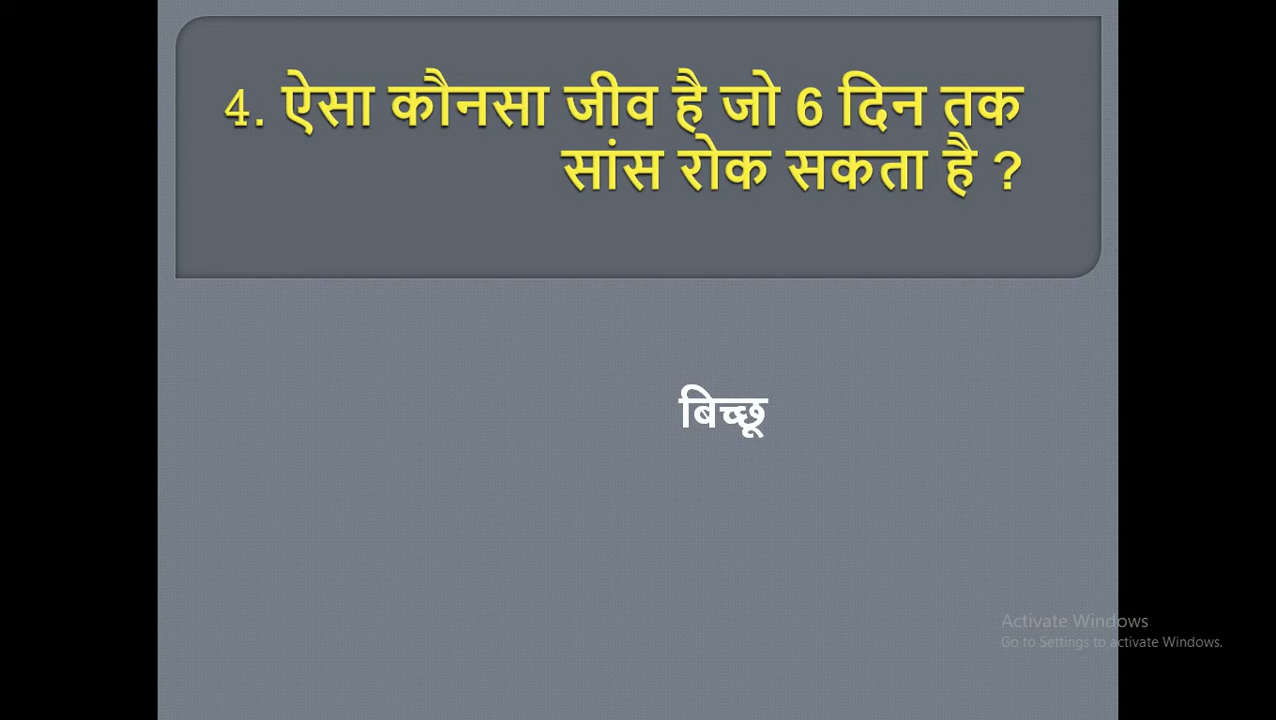 4. ऐसा कौनसा जीव है जो 6 दिन तक
सांस रोक सकता है ?
बिच्छू
Activate Windows
Go to Settings to activate Windows.